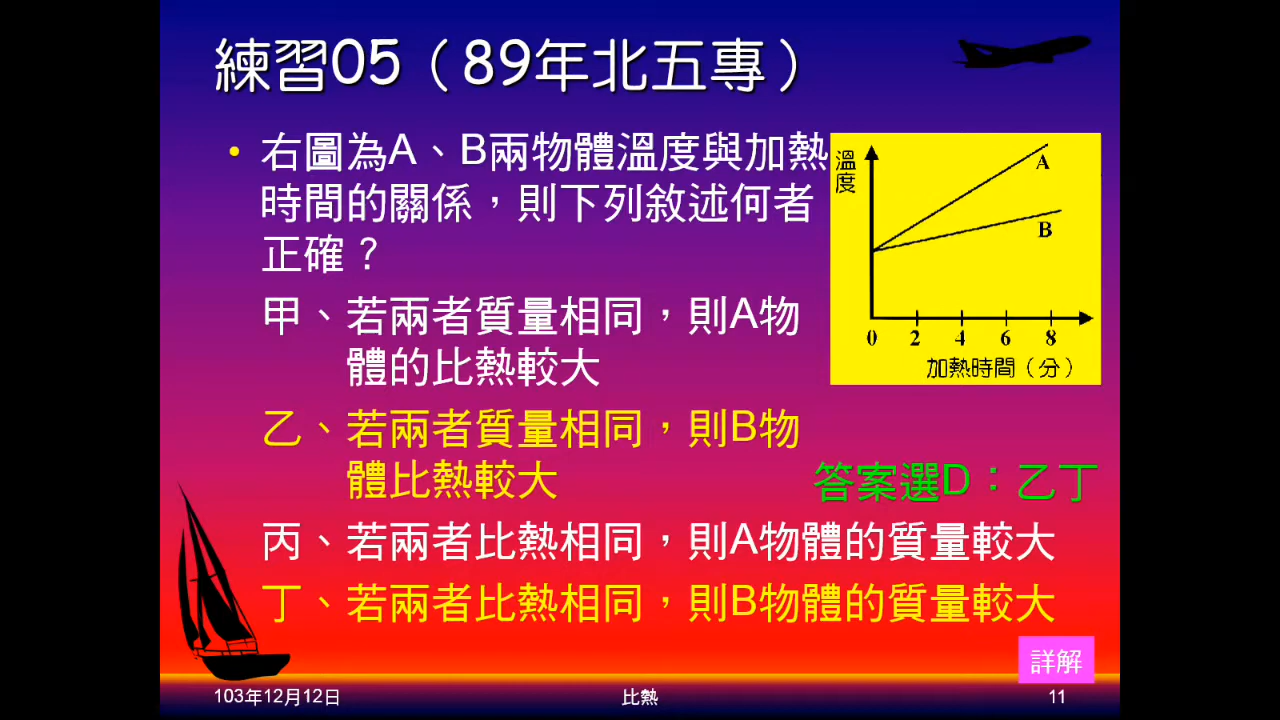 練習05（89年北五專）
• 右圖為A、B兩物體溫度與加熱
時間的關係，則下列敘述何者
正確？
甲、若兩者質量相同，則A物
體的比熱較大
乙、若兩者質量相同，則B物
體比熱較大
丙、若兩者比熱相同，則A物體的質量較大
丁、若兩者比熱相同，則B物體的質量較大
溫度
A
B
0 2 4 6 8
加熱時間（分）
答案選D：乙丁
詳解
103年12月12日
比熱
11